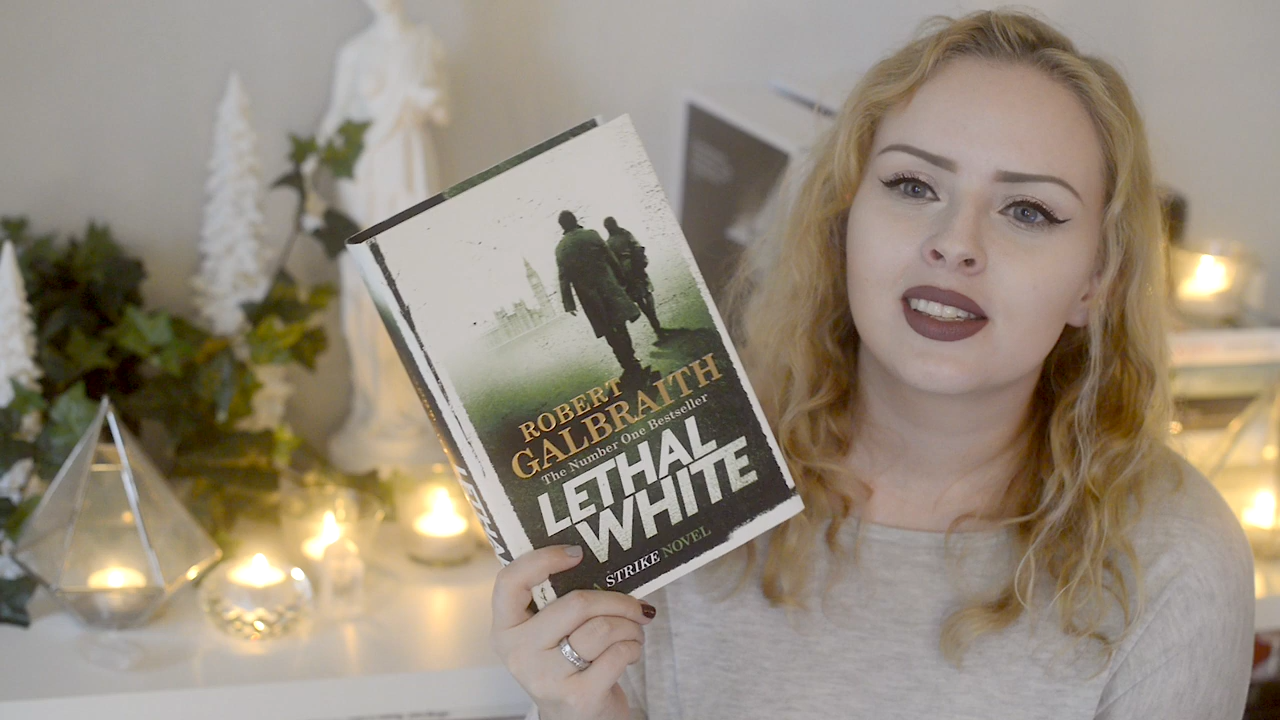 ROBERT
GALBRAITH
The Number One Bestseller
LETHAL
WHITE
A STRIKE NOVEL